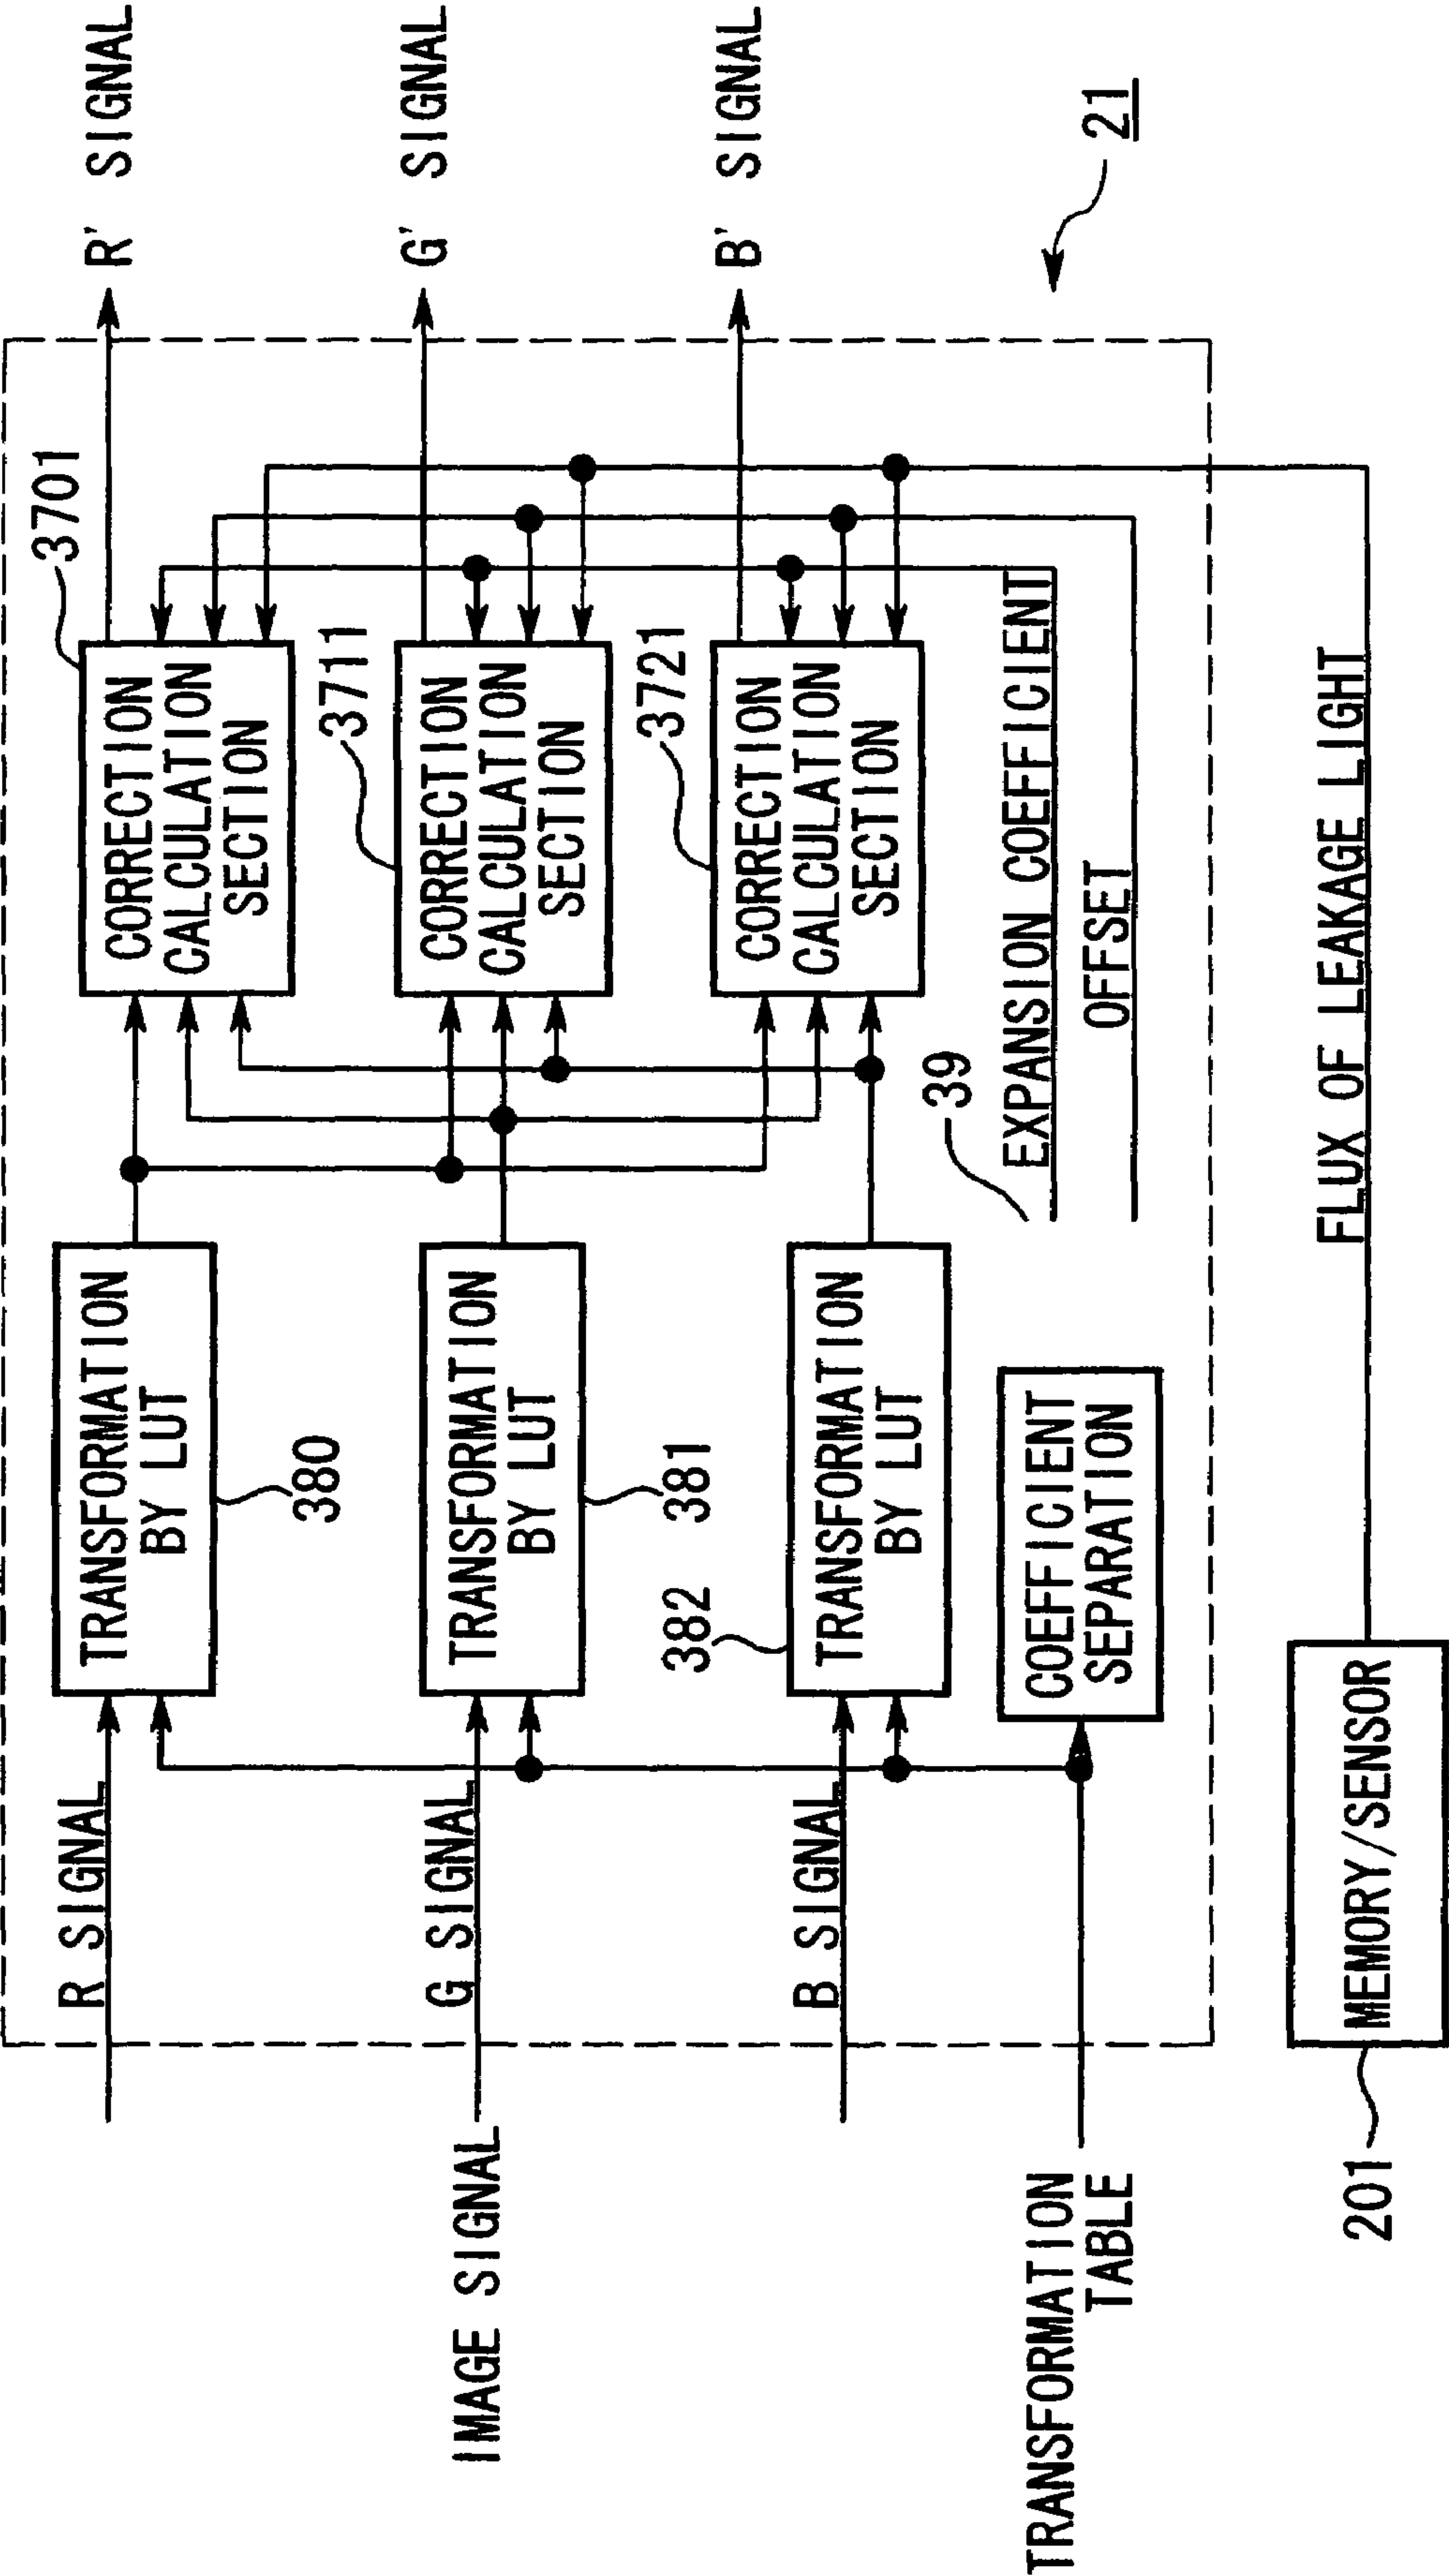 R SIGNAL
TRANSFORMATION
BY LUT
380
CORRECTION
CALCULATION
SECTION
3701
R' SIGNAL
IMAGE SIGNAL
G SIGNAL
TRANSFORMATION
BY LUT
381
CORRECTION
CALCULATION
SECTION
3711
G' SIGNAL
B SIGNAL
382
TRANSFORMATION
BY LUT
CORRECTION
CALCULATION
SECTION
3721
B' SIGNAL
TRANSFORMATION
TABLE
COEFFICIENT
SEPARATION
39
EXPANSION COEFFICIENT
OFFSET
21
201
MEMORY/SENSOR
FLUX OF LEAKAGE LIGHT